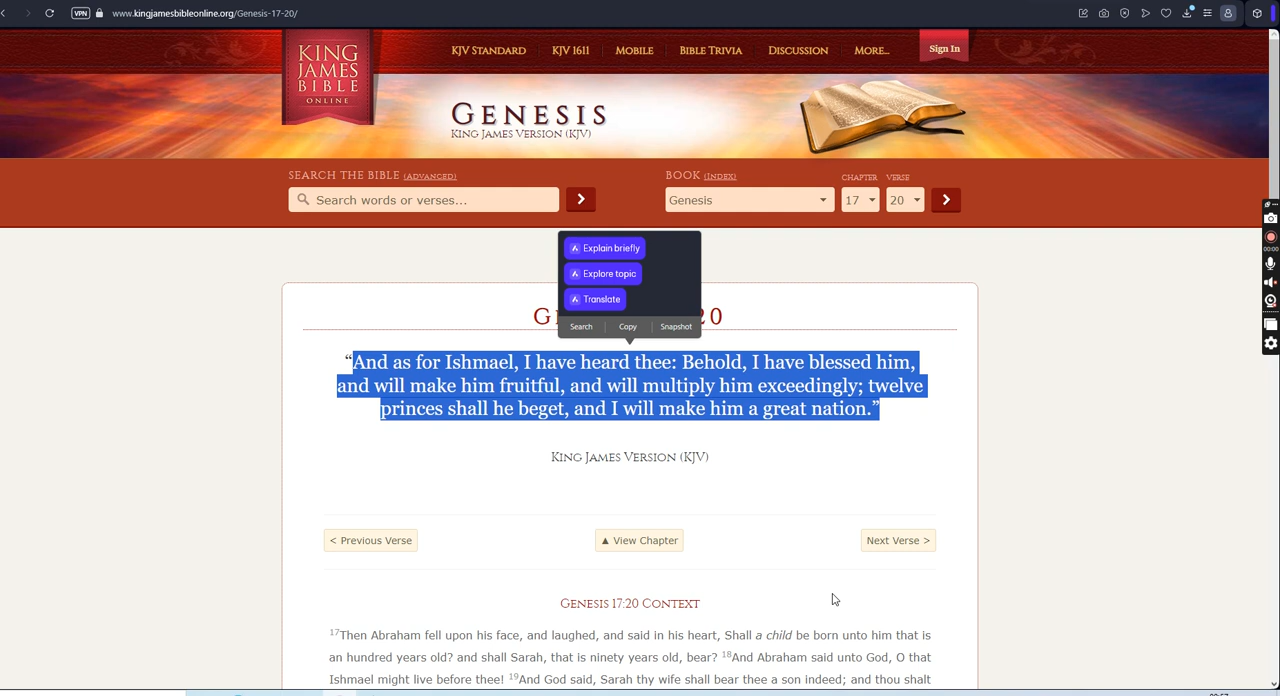 VPN www.kingjamesbibleonline.org/Genesis-17-20/
KING
JAMES
BIBLE
ONLINE
KJV Standard KJV 1611 Mobile Bible Trivia Discussion More... Sign In
Genesis
King James Version (KJV)
Search the Bible (Advanced)
Book (Index) Chapter Verse
Search words or verses...
Genesis 17 20
Explain briefly
Explore topic
Translate
Search Copy Snapshot
“And as for Ishmael, I have heard thee: Behold, I have blessed him,
and will make him fruitful, and will multiply him exceedingly; twelve
princes shall he beget, and I will make him a great nation.”
King James Version (KJV)
< Previous Verse ▲ View Chapter Next Verse >
Genesis 17:20 Context
17Then Abraham fell upon his face, and laughed, and said in his heart, Shall a child be born unto him that is
an hundred years old? and shall Sarah, that is ninety years old, bear? 18And Abraham said unto God, O that
Ishmael might live before thee! 19And God said, Sarah thy wife shall bear thee a son indeed; and thou shalt
00:00